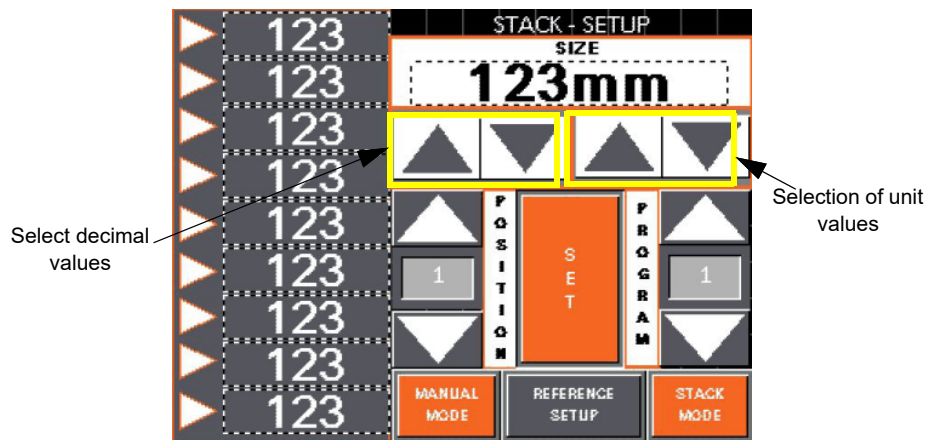 STACK - SETUP
SIZE
123mm
123
123
123
123
123
123
123
123
123
Select decimal
values
Selection of unit
values
POSITION
1
SET
PROGRAM
1
MANUAL
MODE
REFERENCE
SETUP
STACK
MODE